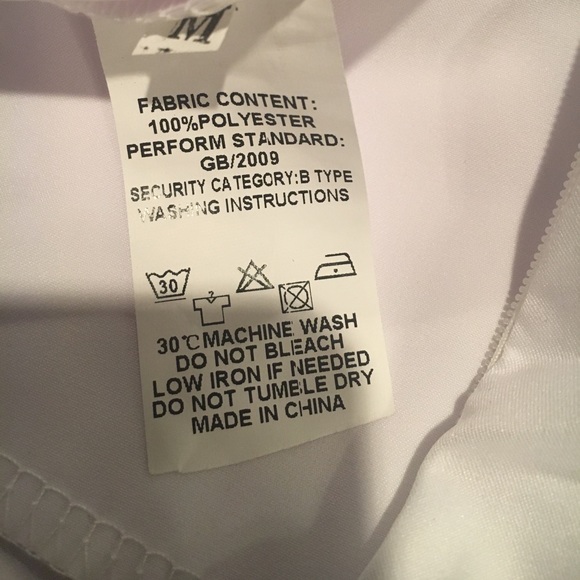 M
FABRIC CONTENT:
100%POLYESTER
PERFORM STANDARD:
GB/2009
SECURITY CATEGORY:B TYPE
WASHING INSTRUCTIONS
30
30℃MACHINE WASH
DO NOT BLEACH
LOW IRON IF NEEDED
DO NOT TUMBLE DRY
MADE IN CHINA